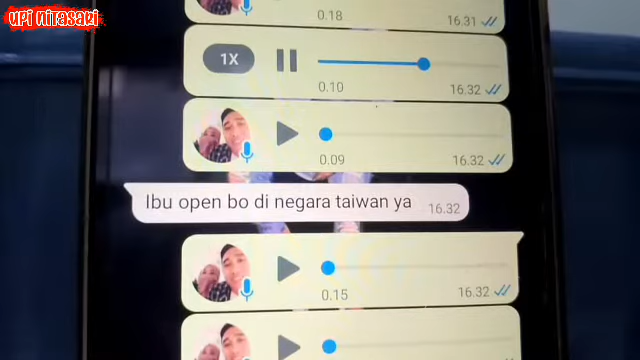 UPI NITASARI
0.18 16.31
1X
0.10 16.32
0.09 16.32
Ibu open bo di negara taiwan ya 16.32
0.15 16.32